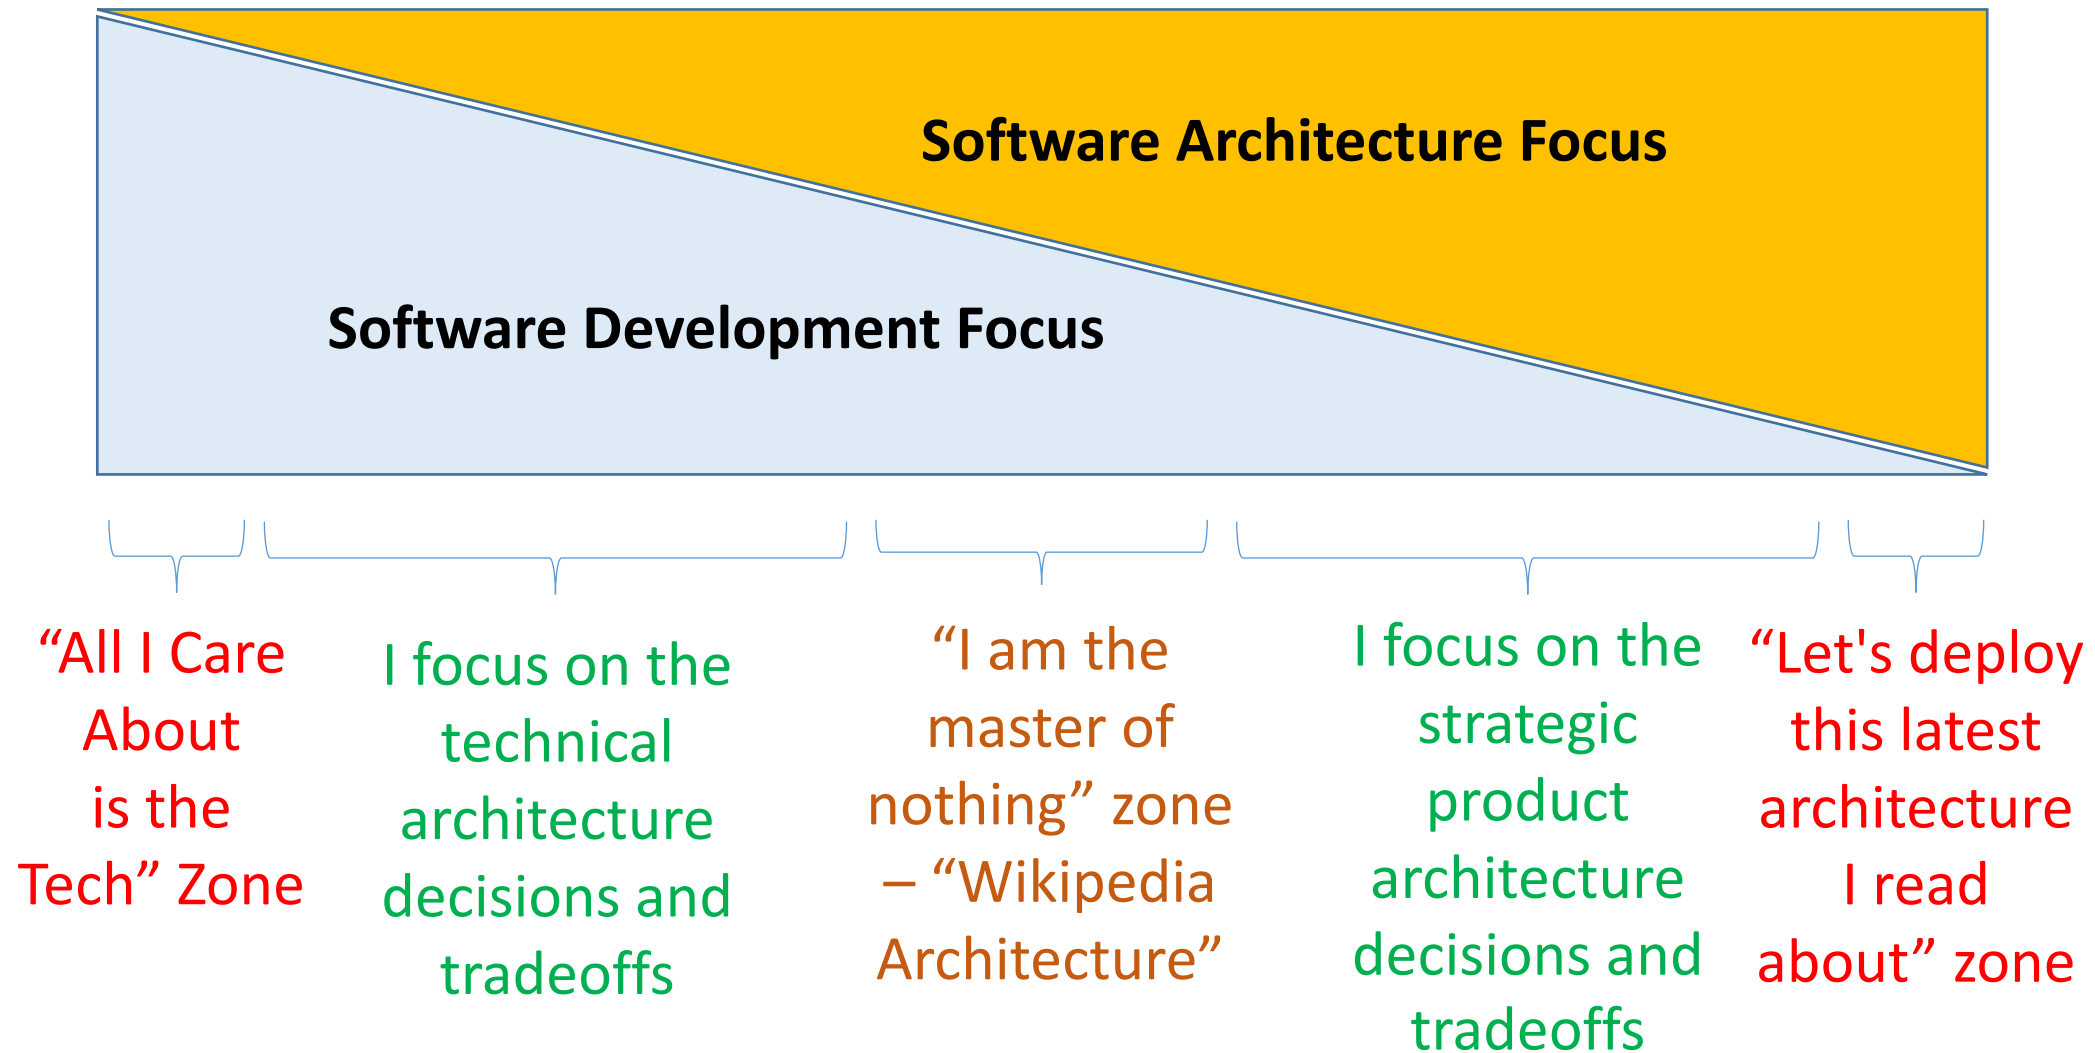 Software Architecture Focus
Software Development Focus
“All I Care
About
is the
Tech” Zone
I focus on the
technical
architecture
decisions and
tradeoffs
“I am the
master of
nothing” zone
– “Wikipedia
Architecture”
I focus on the
strategic
product
architecture
decisions and
tradeoffs
“Let's deploy
this latest
architecture
I read
about” zone